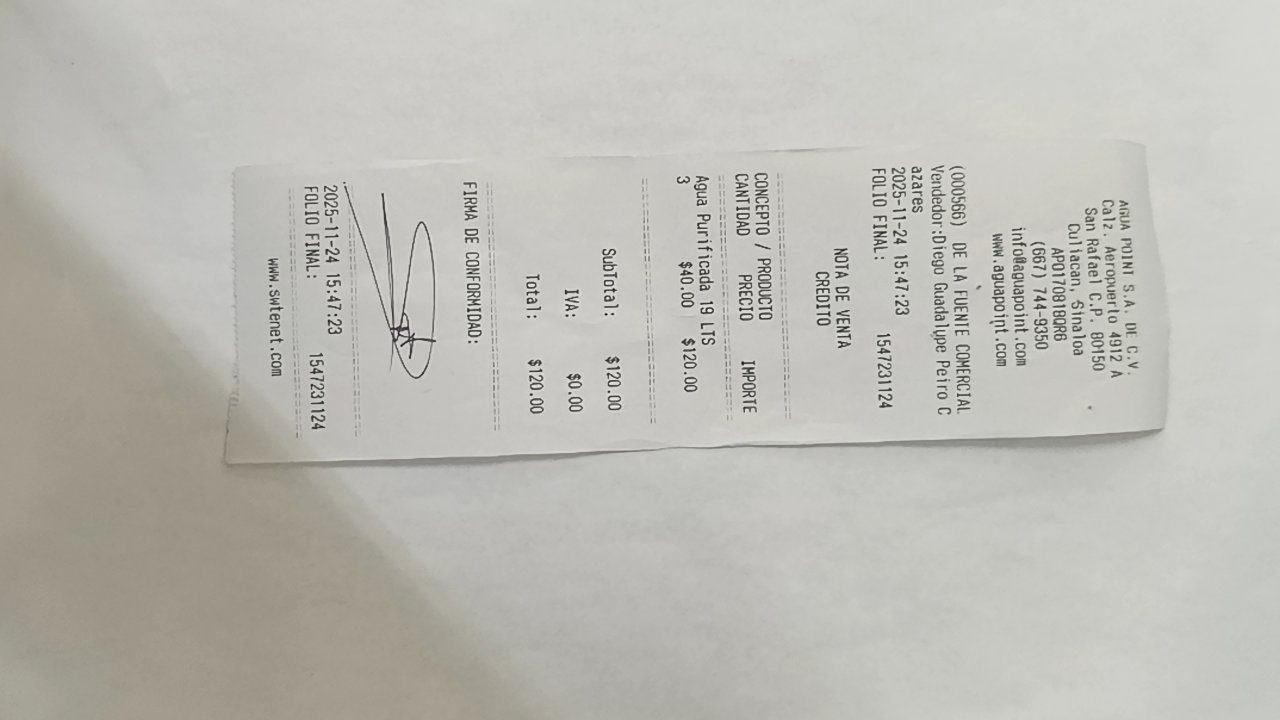 AGUA POINT S.A. DE C.V.
Calz. Aeropuerto 4912 A
San Rafael C.P. 80150
Culiacan, Sinaloa
APO170818QR6
(667) 744-9350
info@aguapoint.com
www.aguapoint.com
(000566) DE LA FUENTE COMERCIAL
Vendedor:Diego Guadalupe Peiro C
azares
2025-11-24 15:47:23
FOLIO FINAL: 1547231124
NOTA DE VENTA
CREDITO
CONCEPTO / PRODUCTO
CANTIDAD PRECIO IMPORTE
Agua Purificada 19 LTS
3 $40.00 $120.00
SubTotal: $120.00
IVA: $0.00
Total: $120.00
FIRMA DE CONFORMIDAD:
2025-11-24 15:47:23
FOLIO FINAL: 1547231124
www.swtenet.com